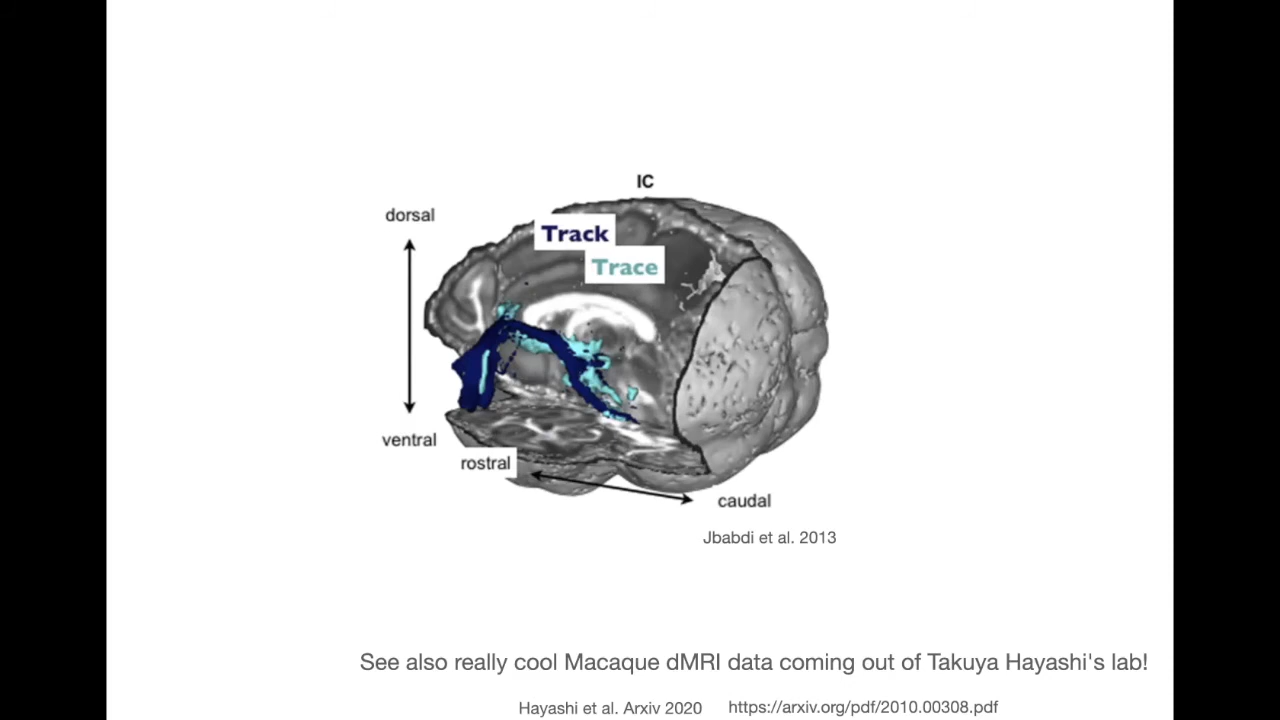 IC
dorsal
Track
Trace
ventral
rostral
caudal
Jbabdi et al. 2013
See also really cool Macaque dMRI data coming out of Takuya Hayashi's lab!
Hayashi et al. Arxiv 2020 https://arxiv.org/pdf/2010.00308.pdf